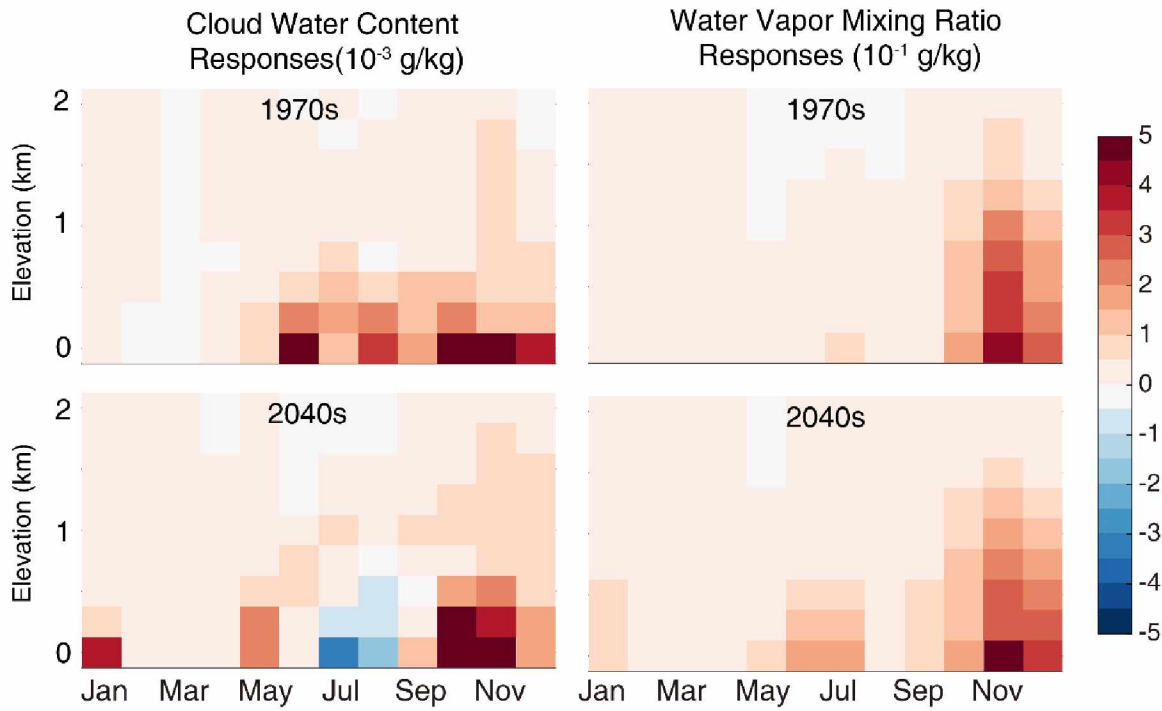 Cloud Water Content
Responses(10⁻³ g/kg)
Water Vapor Mixing Ratio
Responses (10⁻¹ g/kg)
1970s
1970s
2
1
0
Elevation (km)
2040s
2040s
2
1
0
Elevation (km)
Jan Mar May Jul Sep Nov
Jan Mar May Jul Sep Nov
5
4
3
2
1
0
-1
-2
-3
-4
-5